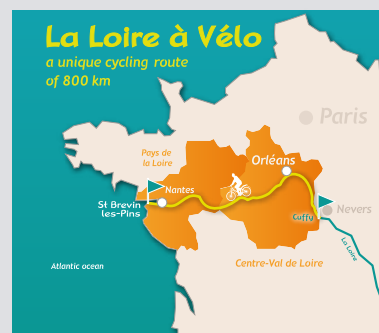 La Loire à Vélo
a unique cycling route
of 800 km
Paris
Pays de
la Loire
Orléans
Nantes
St Brevin
les-Pins
Cuffy
Nevers
La Loire
Atlantic ocean
Centre-Val de Loire